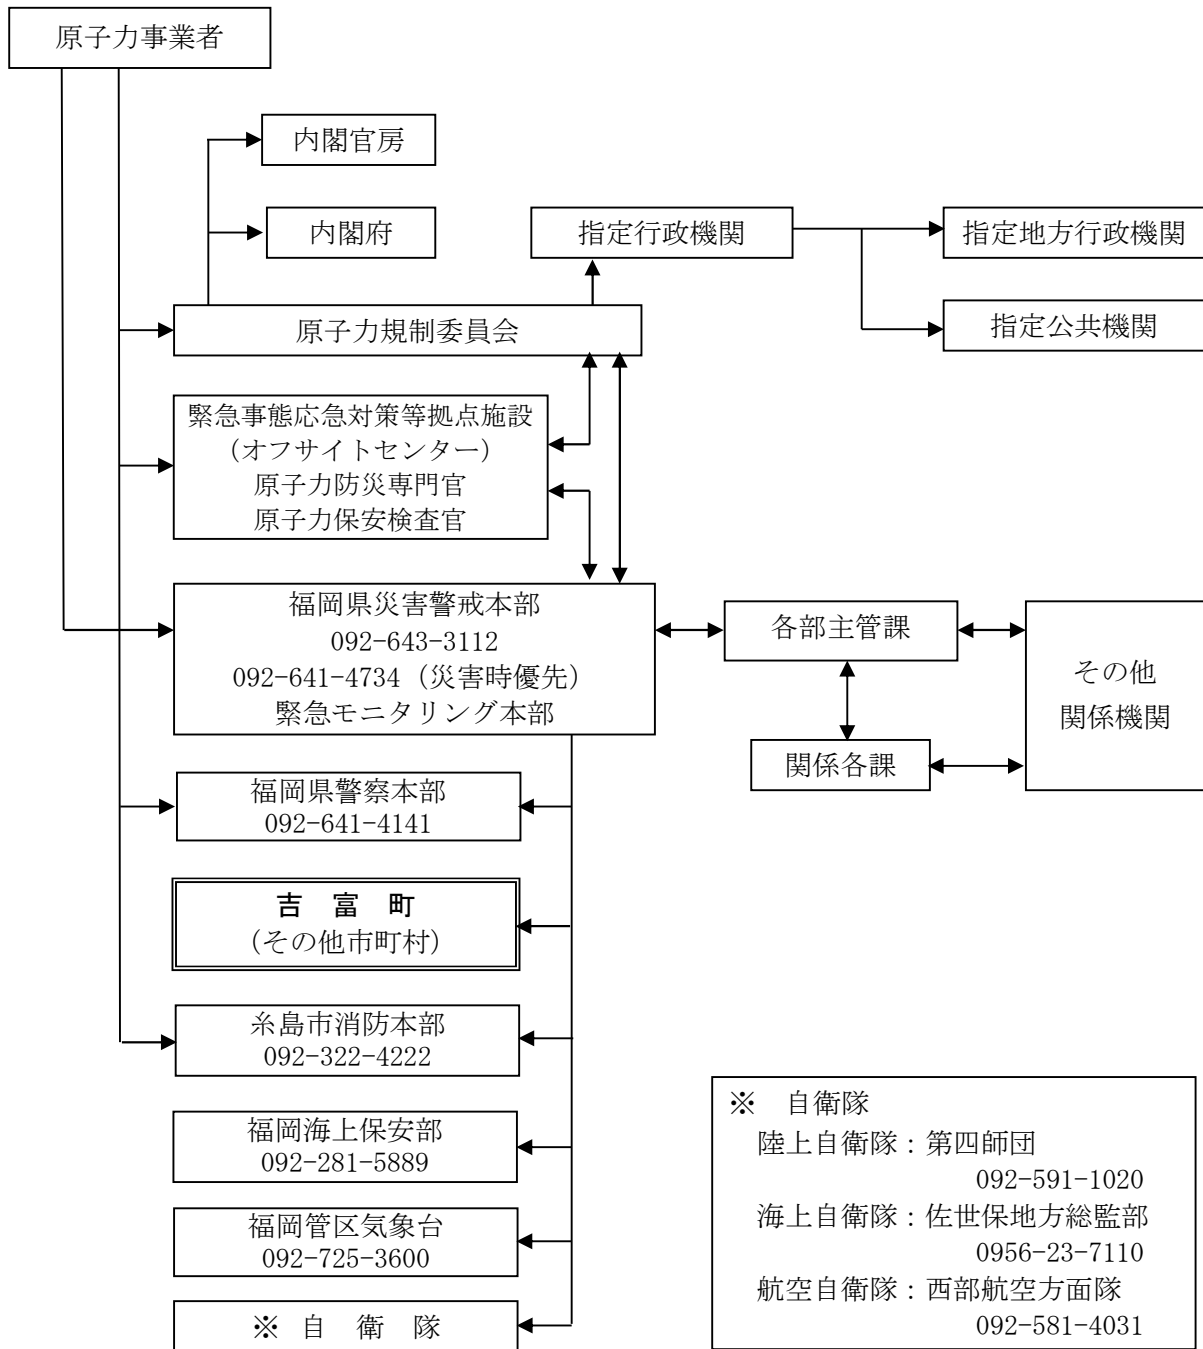 原子力事業者
内閣官房
内閣府
指定行政機関
指定地方行政機関
原子力規制委員会
指定公共機関
緊急事態応急対策等拠点施設
（オフサイトセンター）
原子力防災専門官
原子力保安検査官
福岡県災害警戒本部
092-643-3112
092-641-4734（災害時優先）
緊急モニタリング本部
各部主管課
その他
関係機関
関係各課
福岡県警察本部
092-641-4141
吉　富　町
（その他市町村）
糸島市消防本部
092-322-4222
福岡海上保安部
092-281-5889
福岡管区気象台
092-725-3600
※　自　衛　隊
※　自衛隊
陸上自衛隊：第四師団
092-591-1020
海上自衛隊：佐世保地方総監部
0956-23-7110
航空自衛隊：西部航空方面隊
092-581-4031